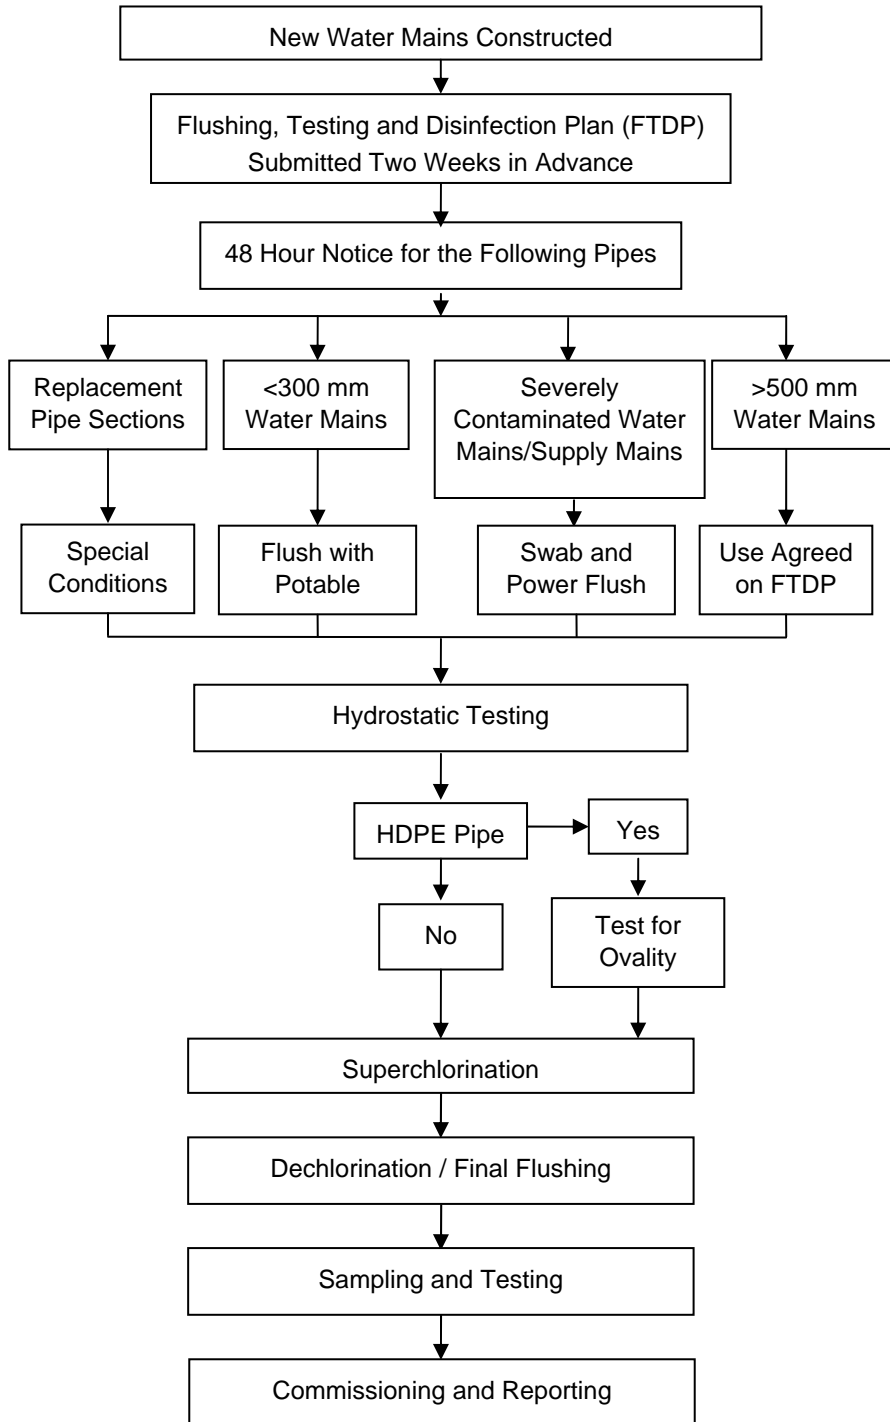 New Water Mains Constructed
Flushing, Testing and Disinfection Plan (FTDP)
Submitted Two Weeks in Advance
48 Hour Notice for the Following Pipes
Replacement
Pipe Sections
<300 mm
Water Mains
Severely
Contaminated Water
Mains/Supply Mains
>500 mm
Water Mains
Special
Conditions
Flush with
Potable
Swab and
Power Flush
Use Agreed
on FTDP
Hydrostatic Testing
HDPE Pipe
Yes
No
Test for
Ovality
Superchlorination
Dechlorination / Final Flushing
Sampling and Testing
Commissioning and Reporting